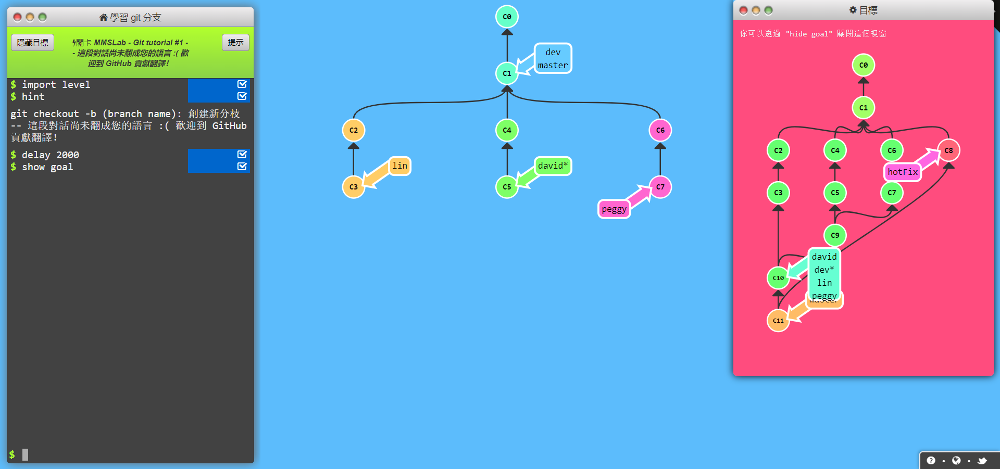 學習 git 分支
隱藏目標
關卡 MMSLab - Git tutorial #1 -
- 這段對話尚未翻成您的語言 :( 歡
迎到 GitHub 貢獻翻譯！
提示
$ import level
$ hint
git checkout -b (branch name): 創建新分枝
-- 這段對話尚未翻成您的語言 :( 歡迎到 GitHub
貢獻翻譯！
$ delay 2000
$ show goal
$
C0
dev
master
C1
C2
C4
C6
lin
david*
C3
C5
C7
peggy
目標
你可以透過 "hide goal" 關閉這個視窗
C0
C1
C2
C4
C6
C8
hotFix
C3
C5
C7
C9
david
dev*
lin
peggy
C10
master
C11
?